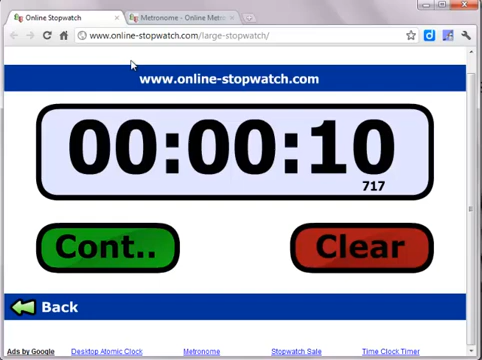 Online Stopwatch
Metronome - Online Metro
www.online-stopwatch.com/large-stopwatch/
www.online-stopwatch.com
00:00:10
717
Cont..
Clear
Back
Ads by Google
Desktop Atomic Clock
Metronome
Stopwatch Sale
Time Clock Timer